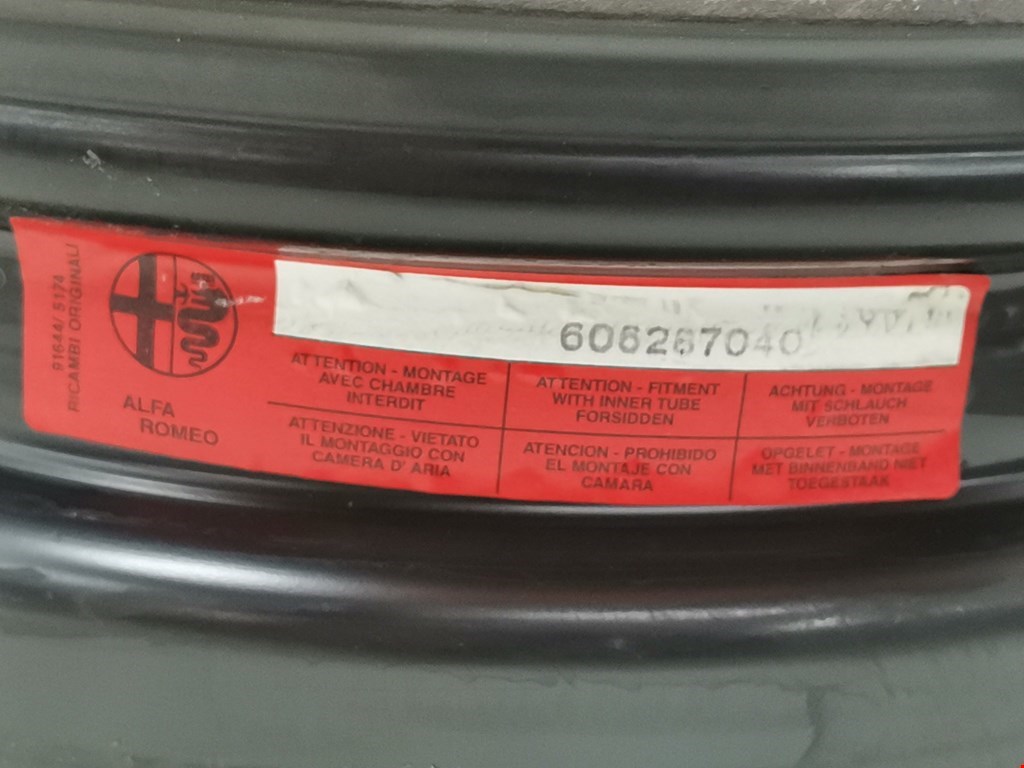 91644/ 5174
RICAMBI ORIGINALI
ALFA
ROMEO
606267040
ATTENTION - MONTAGE
AVEC CHAMBRE
INTERDIT
ATTENTION - FITMENT
WITH INNER TUBE
FORSIDDEN
ACHTUNG - MONTAGE
MIT SCHLAUCH
VERBOTEN
ATTENZIONE - VIETATO
IL MONTAGGIO CON
CAMERA D' ARIA
ATENCION - PROHIBIDO
EL MONTAJE CON
CAMARA
OPGELET - MONTAGE
MET BINNENBAND NIET
TOEGESTAAK